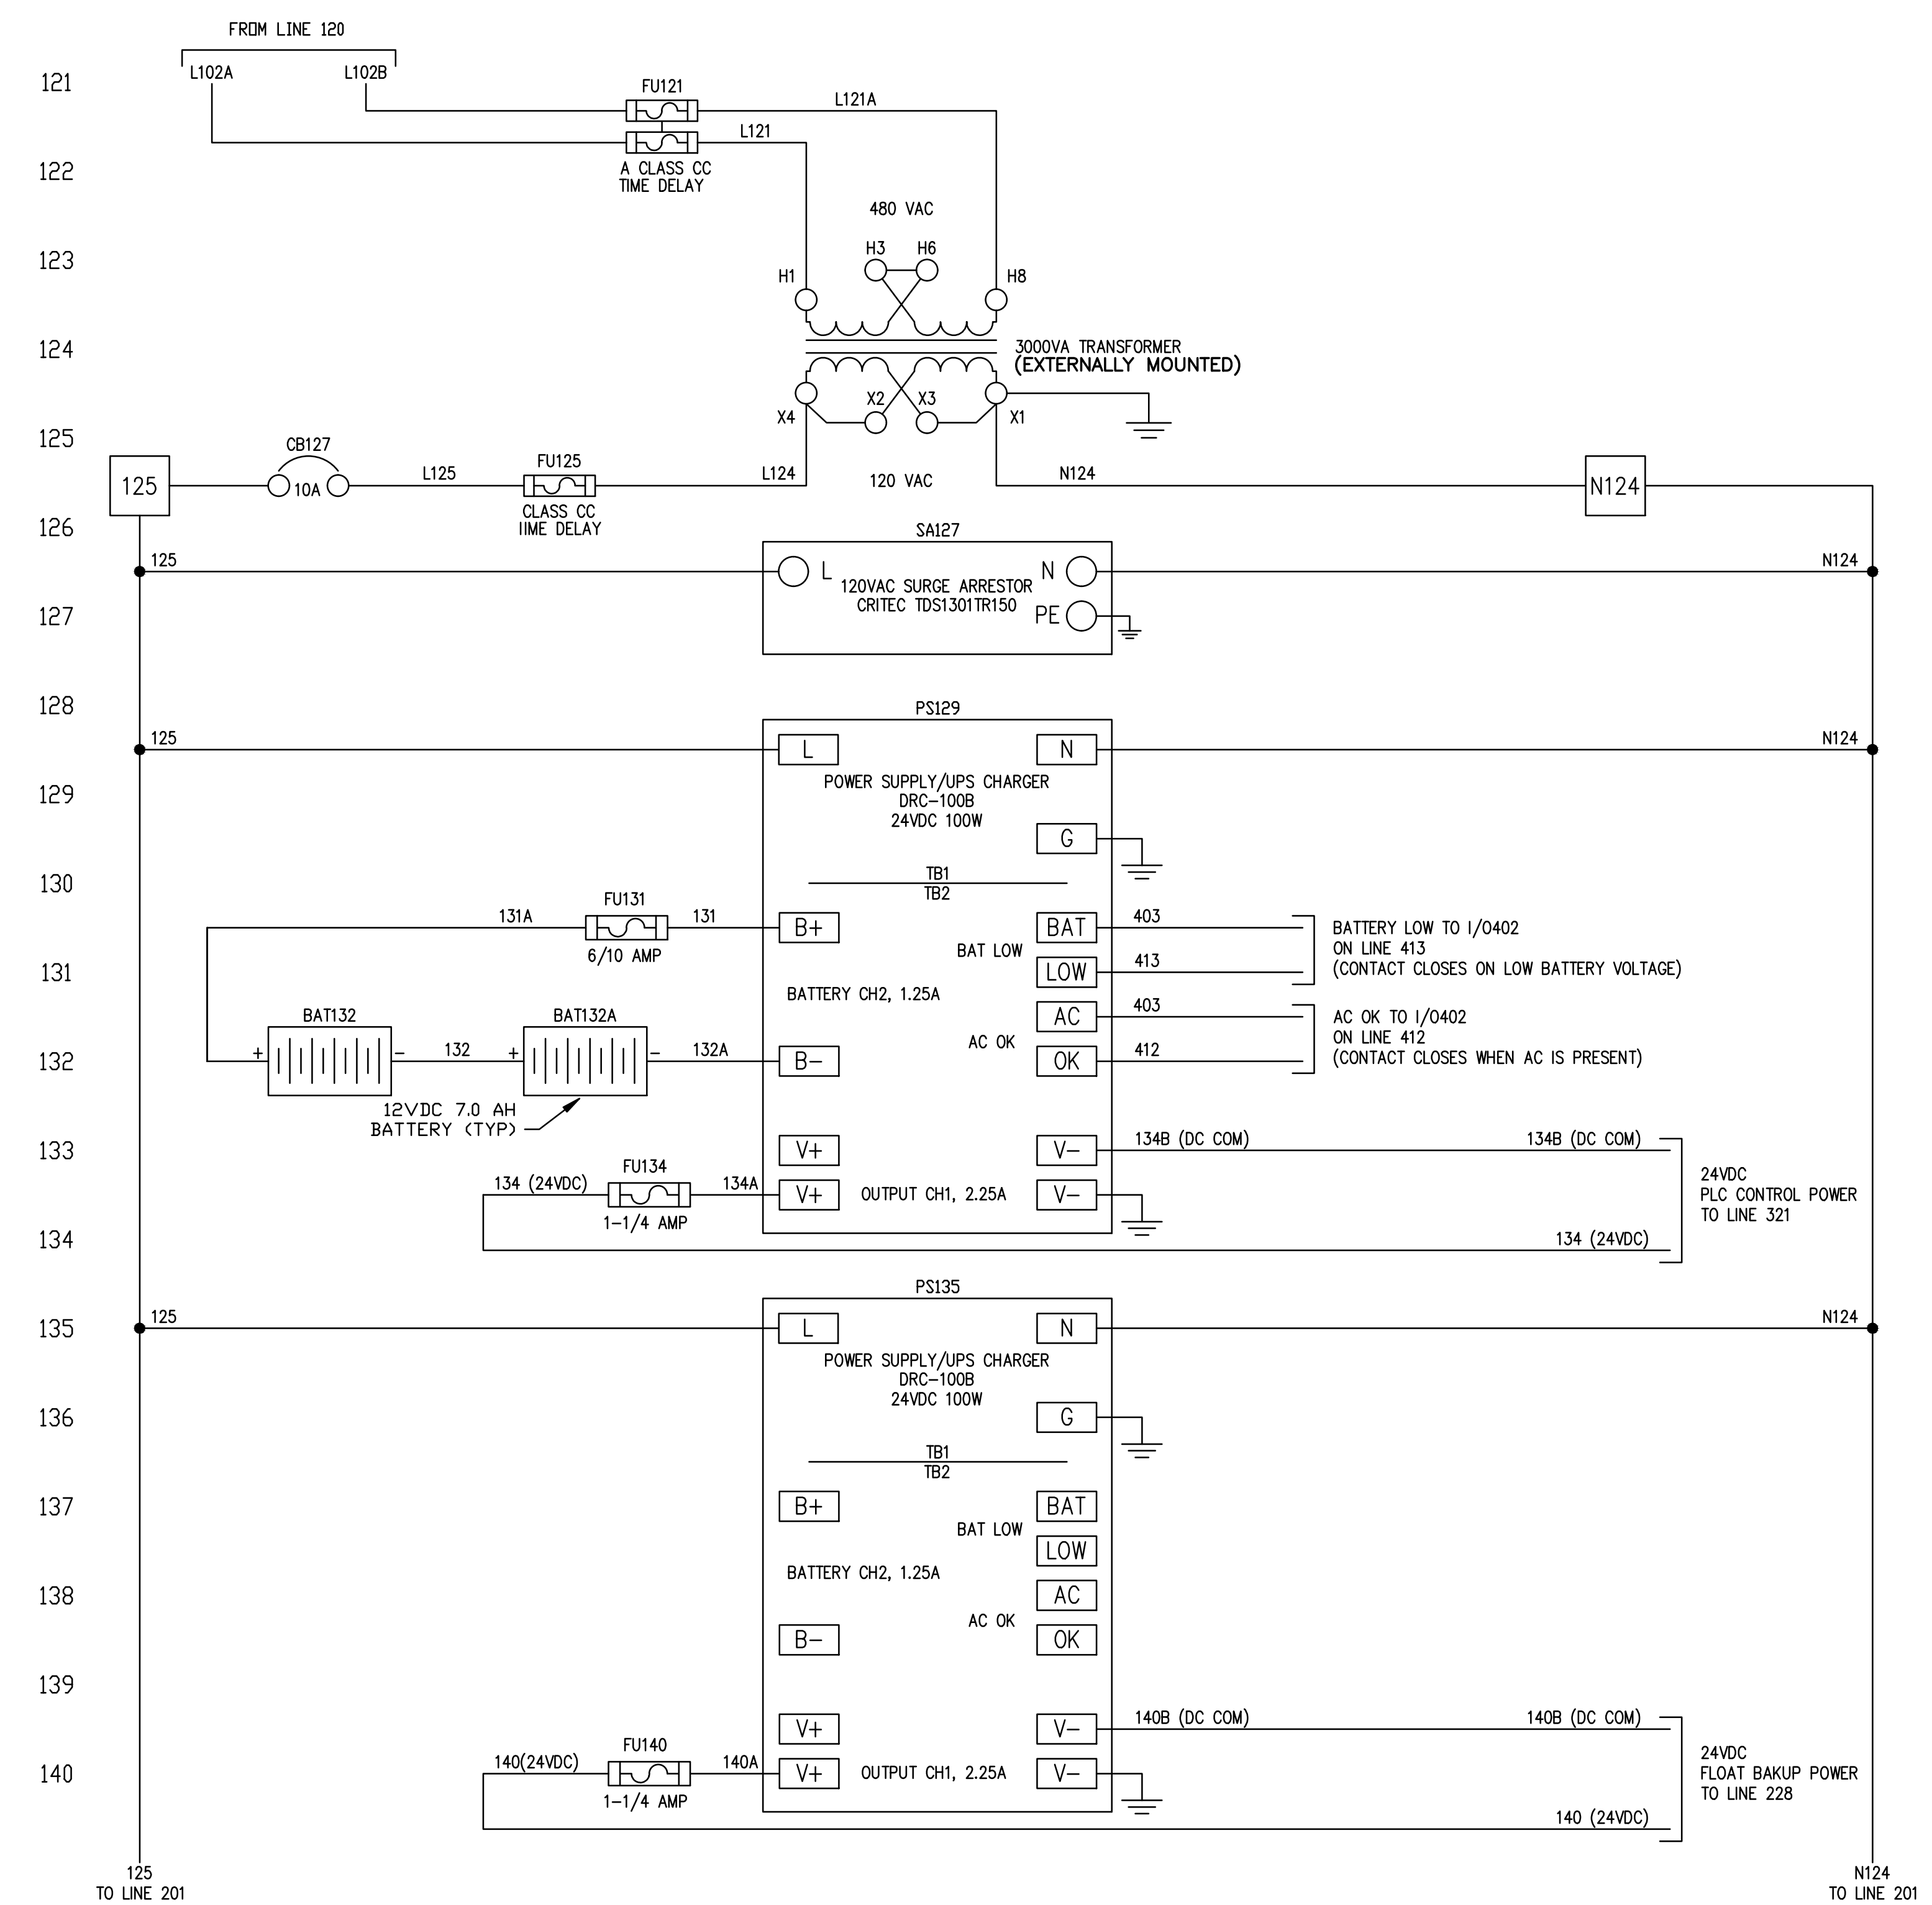 FROM LINE 120
L102A L102B
121
FU121
L121A
L121
A CLASS CC
TIME DELAY
122
480 VAC
123
H3 H6
H1 H8
124
3000VA TRANSFORMER
(EXTERNALLY MOUNTED)
X2 X3
X4 X1
125
CB127
10A
125
L125
FU125
CLASS CC
IIME DELAY
L124
120 VAC
N124
N124
126
SA127
125
L
N
120VAC SURGE ARRESTOR
CRITEC TDS1301TR150
PE
N124
127
128
PS129
125
L
N
N124
129
POWER SUPPLY/UPS CHARGER
DRC-100B
24VDC 100W
G
130
TB1
TB2
FU131
131A
131
6/10 AMP
B+
BAT
403
BAT LOW
BATTERY LOW TO I/O402
ON LINE 413
(CONTACT CLOSES ON LOW BATTERY VOLTAGE)
131
LOW
413
BATTERY CH2, 1.25A
AC
403
AC OK TO I/O402
ON LINE 412
(CONTACT CLOSES WHEN AC IS PRESENT)
BAT132
BAT132A
AC OK
132
+ -
132
+ -
132A
B-
OK
412
12VDC 7.0 AH
BATTERY (TYP)
133
V+
V-
134B (DC COM)
134B (DC COM)
FU134
134 (24VDC)
134A
1-1/4 AMP
V+
OUTPUT CH1, 2.25A
V-
24VDC
PLC CONTROL POWER
TO LINE 321
134
134 (24VDC)
PS135
135
125
L
N
N124
POWER SUPPLY/UPS CHARGER
DRC-100B
24VDC 100W
136
G
TB1
TB2
137
B+
BAT
BAT LOW
LOW
BATTERY CH2, 1.25A
138
AC
AC OK
B-
OK
139
V+
V-
140B (DC COM)
140B (DC COM)
FU140
140(24VDC)
140A
1-1/4 AMP
140
V+
OUTPUT CH1, 2.25A
V-
24VDC
FLOAT BAKUP POWER
TO LINE 228
140 (24VDC)
125
TO LINE 201
N124
TO LINE 201